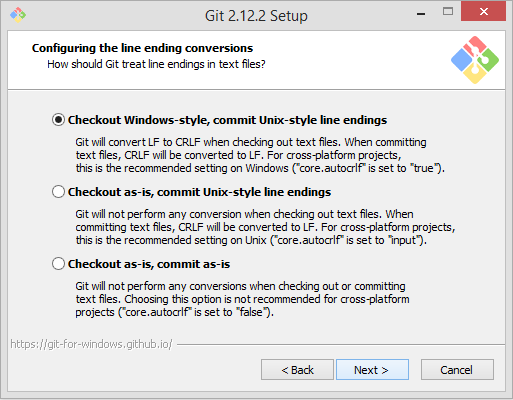 Git 2.12.2 Setup
Configuring the line ending conversions
How should Git treat line endings in text files?
Checkout Windows-style, commit Unix-style line endings
Git will convert LF to CRLF when checking out text files. When committing
text files, CRLF will be converted to LF. For cross-platform projects,
this is the recommended setting on Windows ("core.autocrlf" is set to "true").
Checkout as-is, commit Unix-style line endings
Git will not perform any conversion when checking out text files. When
committing text files, CRLF will be converted to LF. For cross-platform projects,
this is the recommended setting on Unix ("core.autocrlf" is set to "input").
Checkout as-is, commit as-is
Git will not perform any conversions when checking out or committing
text files. Choosing this option is not recommended for cross-platform
projects ("core.autocrlf" is set to "false").
https://git-for-windows.github.io/
< Back
Next >
Cancel